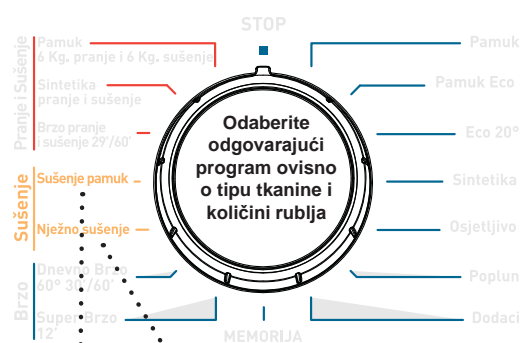 STOP
Pranje i Sušenje
Pamuk
6 Kg. pranje i 6 Kg. sušenje
Sintetika
pranje i sušenje
Brzo pranje
i sušenje 29'/60'
Sušenje
Sušenje pamuk
Nježno sušenje
Brzo
Dnevno Brzo
60° 30'/60'
Super Brzo
12'
Odaberite
odgovarajući
program ovisno
o tipu tkanine i
količini rublja
Pamuk
Pamuk Eco
Eco 20°
Sintetika
Osjetljivo
Poplun
Dodaci
MEMORIJA